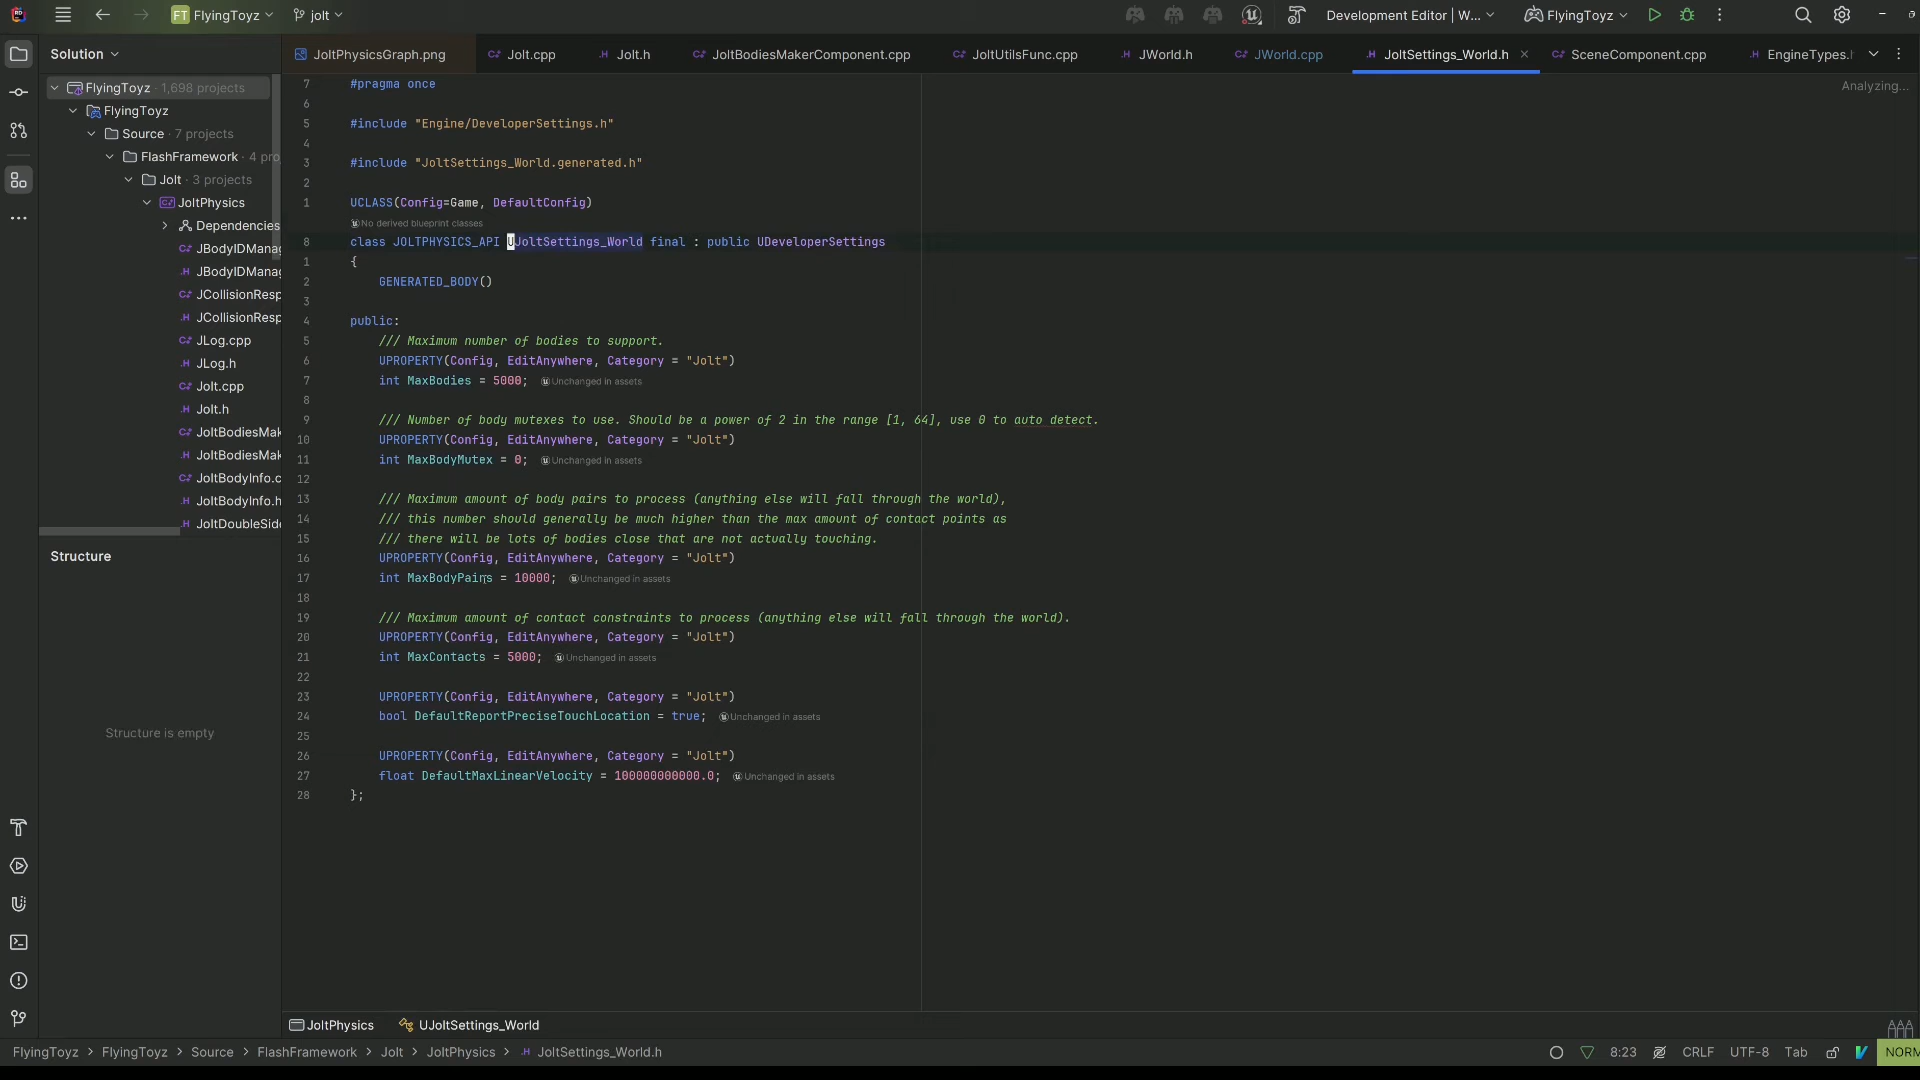 FT FlyingToyz jolt Development Editor | W... FlyingToyz
Solution
JoltPhysicsGraph.png Jolt.cpp Jolt.h JoltBodiesMakerComponent.cpp JoltUtilsFunc.cpp JWorld.h JWorld.cpp JoltSettings_World.h SceneComponent.cpp EngineTypes.h
FlyingToyz · 1,698 projects
FlyingToyz
Source · 7 projects
FlashFramework · 4 pro
Jolt · 3 projects
JoltPhysics
Dependencies
JBodyIDMana
JBodyIDMana
JCollisionResp
JCollisionResp
JLog.cpp
JLog.h
Jolt.cpp
Jolt.h
JoltBodiesMak
JoltBodiesMak
JoltBodyInfo.c
JoltBodyInfo.h
JoltDoubleSide
Structure
Structure is empty
Analyzing...
7 #pragma once
6
5 #include "Engine/DeveloperSettings.h"
4
3 #include "JoltSettings_World.generated.h"
2
1 UCLASS(Config=Game, DefaultConfig)
No derived blueprint classes
8 class JOLTPHYSICS_API UJoltSettings_World final : public UDeveloperSettings
1 {
2 GENERATED_BODY()
3
4 public:
5 /// Maximum number of bodies to support.
6 UPROPERTY(Config, EditAnywhere, Category = "Jolt")
7 int MaxBodies = 5000; Unchanged in assets
8
9 /// Number of body mutexes to use. Should be a power of 2 in the range [1, 64], use 0 to auto detect.
10 UPROPERTY(Config, EditAnywhere, Category = "Jolt")
11 int MaxBodyMutex = 0; Unchanged in assets
12
13 /// Maximum amount of body pairs to process (anything else will fall through the world),
14 /// this number should generally be much higher than the max amount of contact points as
15 /// there will be lots of bodies close that are not actually touching.
16 UPROPERTY(Config, EditAnywhere, Category = "Jolt")
17 int MaxBodyPairs = 10000; Unchanged in assets
18
19 /// Maximum amount of contact constraints to process (anything else will fall through the world).
20 UPROPERTY(Config, EditAnywhere, Category = "Jolt")
21 int MaxContacts = 5000; Unchanged in assets
22
23 UPROPERTY(Config, EditAnywhere, Category = "Jolt")
24 bool DefaultReportPreciseTouchLocation = true; Unchanged in assets
25
26 UPROPERTY(Config, EditAnywhere, Category = "Jolt")
27 float DefaultMaxLinearVelocity = 100000000000.0; Unchanged in assets
28 };
JoltPhysics UJoltSettings_World
FlyingToyz > FlyingToyz > Source > FlashFramework > Jolt > JoltPhysics > JoltSettings_World.h 8:23 CRLF UTF-8 Tab NORM